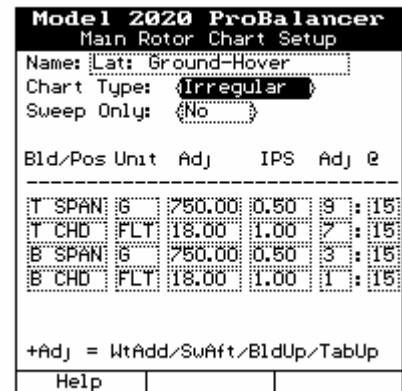 Model 2020 ProBalancer
Main Rotor Chart Setup
Name: Lat: Ground-Hover
Chart Type: (Irregular )
Sweep Only: (No )
Bld/Pos Unit Adj IPS Adj @
------------------------------------
T SPAN G 750.00 0.50 9 : 15
T CHD FLT 18.00 1.00 7 : 15
B SPAN G 750.00 0.50 3 : 15
B CHD FLT 18.00 1.00 1 : 15
+Adj = WtAdd/SwAft/BldUp/TabUp
Help